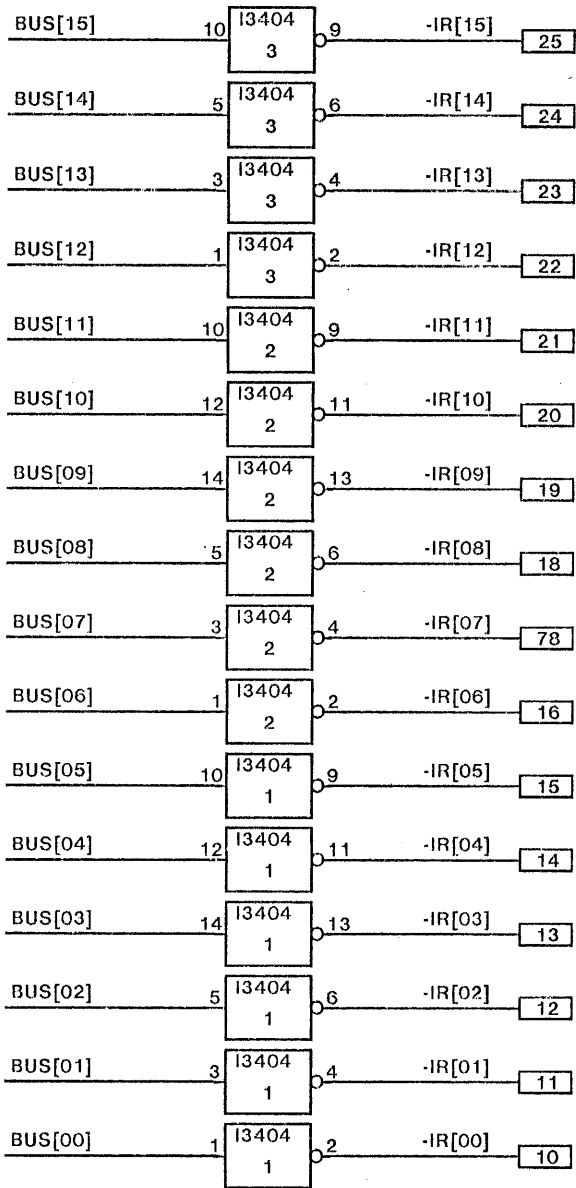 BUS[15] 10 I3404 3 9 -IR[15] 25
BUS[14] 5 I3404 3 6 -IR[14] 24
BUS[13] 3 I3404 3 4 -IR[13] 23
BUS[12] 1 I3404 3 2 -IR[12] 22
BUS[11] 10 I3404 2 9 -IR[11] 21
BUS[10] 12 I3404 2 11 -IR[10] 20
BUS[09] 14 I3404 2 13 -IR[09] 19
BUS[08] 5 I3404 2 6 -IR[08] 18
BUS[07] 3 I3404 2 4 -IR[07] 78
BUS[06] 1 I3404 2 2 -IR[06] 16
BUS[05] 10 I3404 1 9 -IR[05] 15
BUS[04] 12 I3404 1 11 -IR[04] 14
BUS[03] 14 I3404 1 13 -IR[03] 13
BUS[02] 5 I3404 1 6 -IR[02] 12
BUS[01] 3 I3404 1 4 -IR[01] 11
BUS[00] 1 I3404 1 2 -IR[00] 10